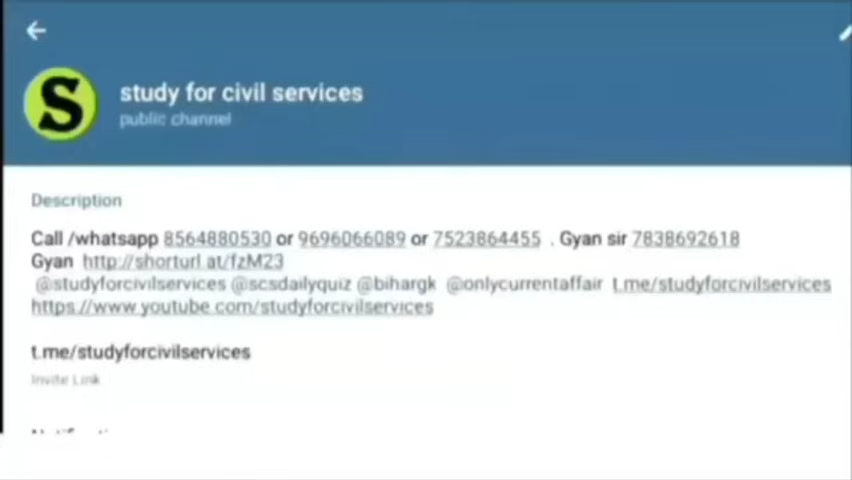 S
study for civil services
public channel
Description
Call /whatsapp 8564880530 or 9696066089 or 7523864455 . Gyan sir 7838692618
Gyan http://shorturl.at/fzM23
@studyforcivilservices @scsdailyquiz @bihargk @onlycurrentaffair t.me/studyforcivilservices
https://www.youtube.com/studyforcivilservices
t.me/studyforcivilservices
Invite Link